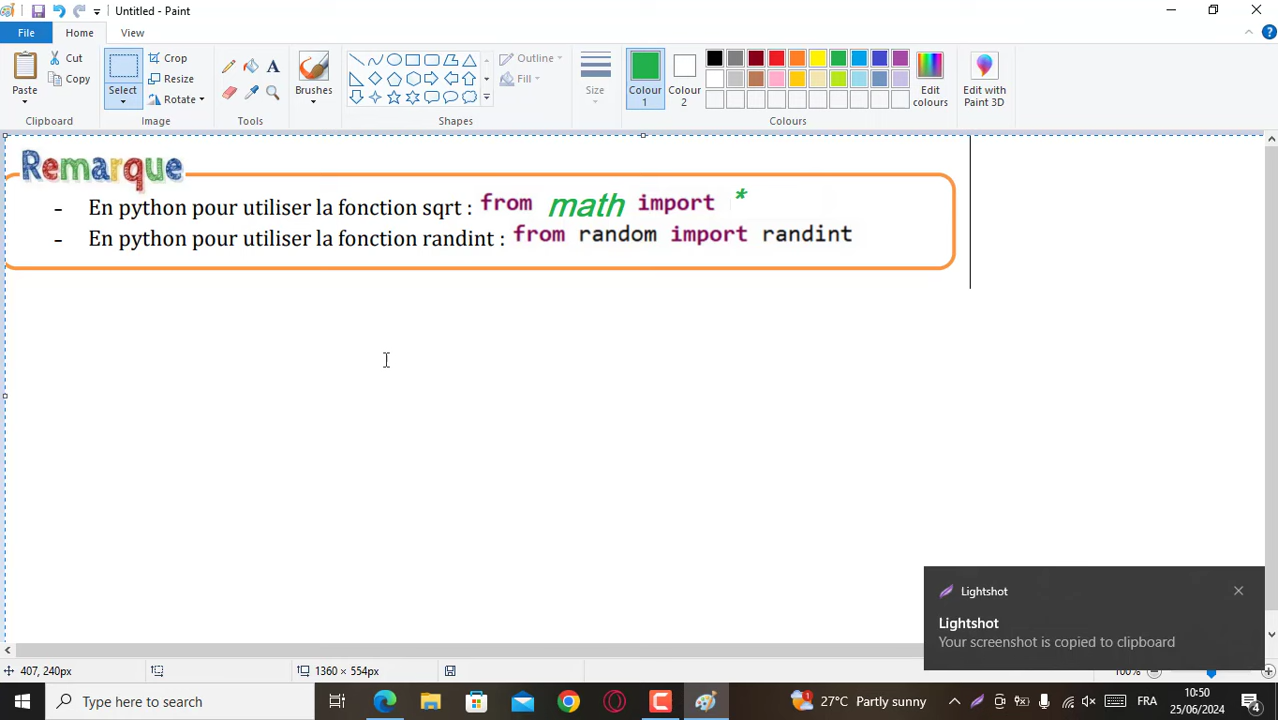 Untitled - Paint
File Home View
Paste
Cut
Copy
Clipboard
Select
Crop
Resize
Rotate
Image
A
Tools
Brushes
Outline
Fill
Shapes
Size
Colour 1
Colour 2
Edit colours
Edit with Paint 3D
Colours
Remarque
- En python pour utiliser la fonction sqrt : from math import *
- En python pour utiliser la fonction randint : from random import randint
Lightshot
Lightshot
Your screenshot is copied to clipboard
407, 240px
1360 × 554px
100%
Type here to search
27°C Partly sunny
FRA
10:50
25/06/2024
4